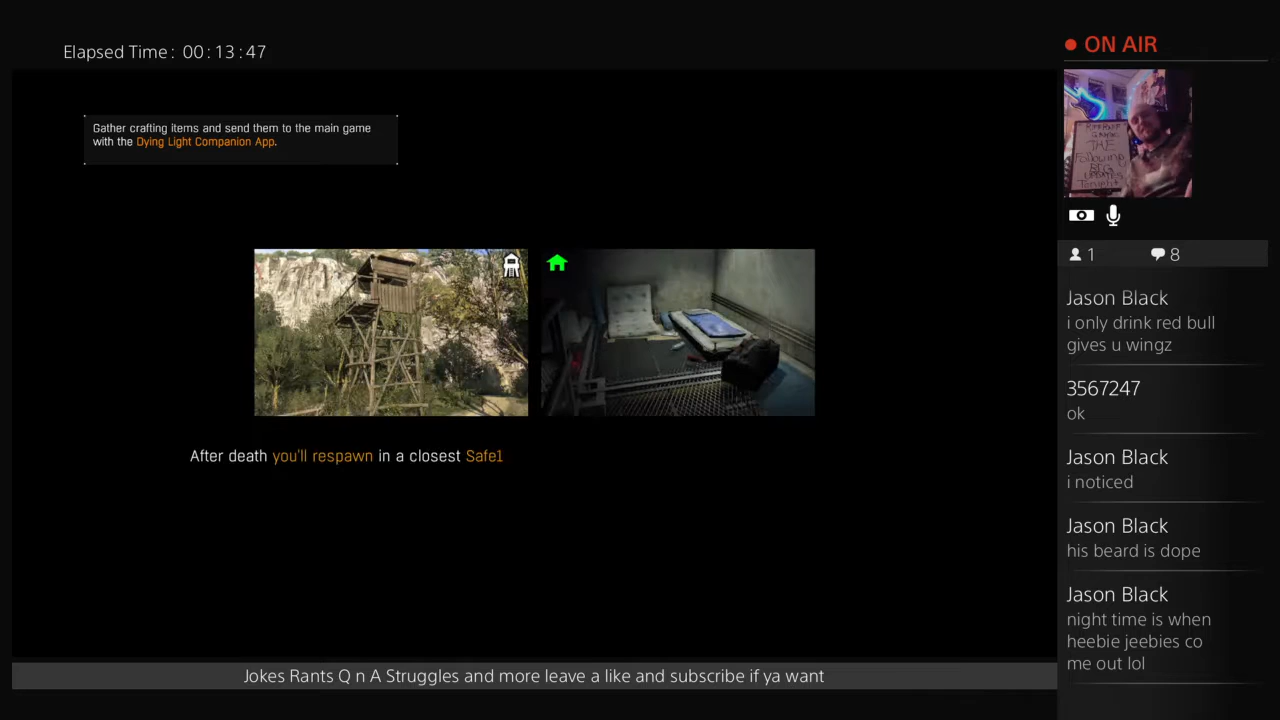 Elapsed Time: 00:13:47
Gather crafting items and send them to the main game
with the Dying Light Companion App.
After death you'll respawn in a closest Safe1
Jokes Rants Q n A Struggles and more leave a like and subscribe if ya want
ON AIR
THE
Following
Tonight
1
8
Jason Black
i only drink red bull
gives u wingz
3567247
ok
Jason Black
i noticed
Jason Black
his beard is dope
Jason Black
night time is when
heebie jeebies co
me out lol